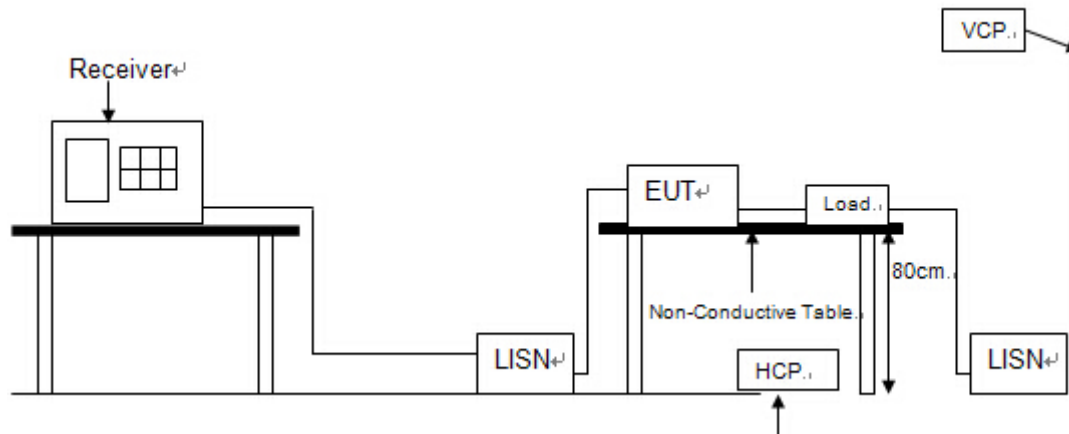 VCP.
Receiver↵
EUT↵
Load.
80cm.
Non-Conductive Table.
LISN↵
HCP.
LISN↵